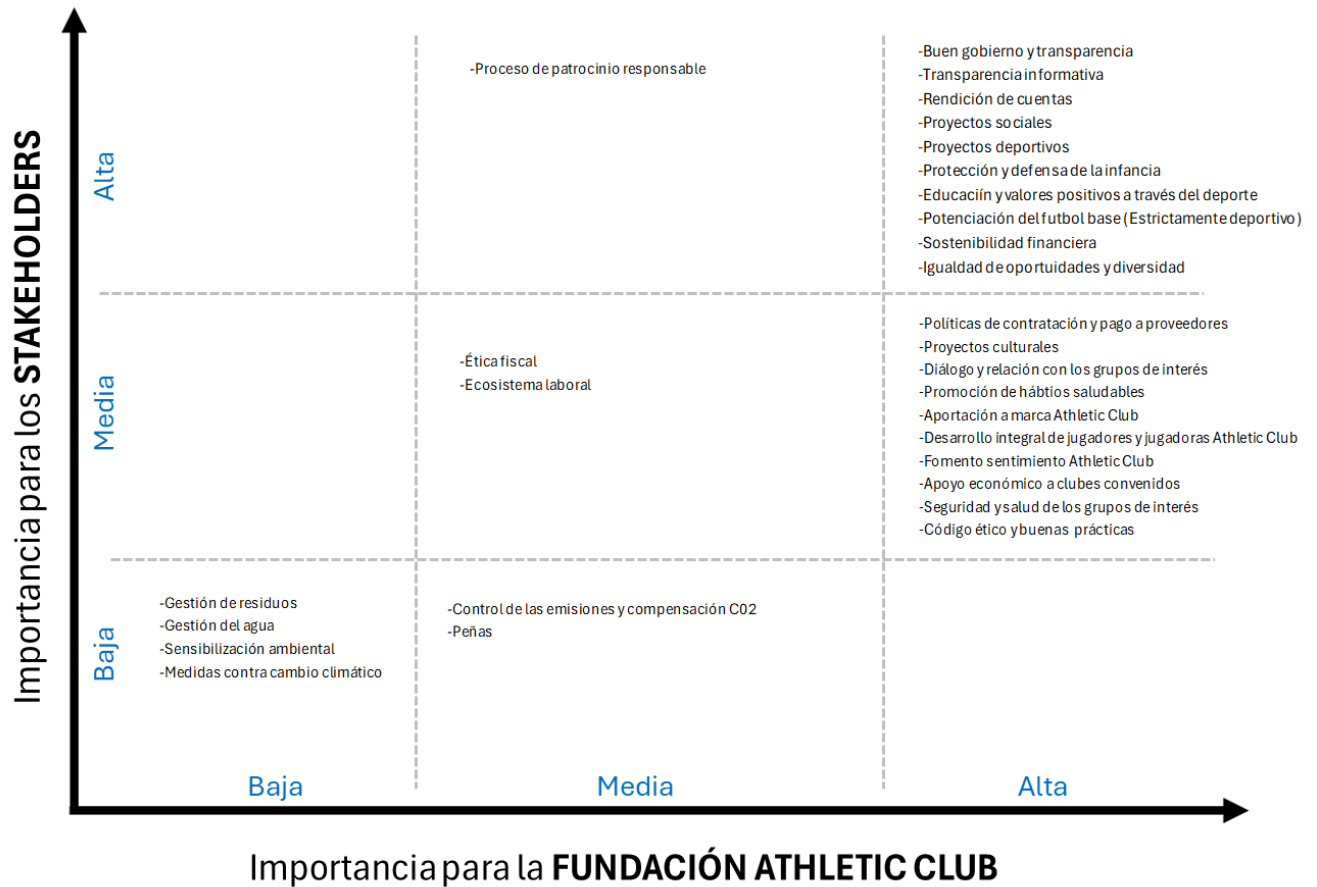 Importancia para los STAKEHOLDERS
Alta
-Proceso de patrocinio responsable
-Buen gobierno y transparencia
-Transparencia informativa
-Rendición de cuentas
-Proyectos sociales
-Proyectos deportivos
-Protección y defensa de la infancia
-Educaciín y valores positivos a través del deporte
-Potenciación del futbol base (Estrictamente deportivo)
-Sostenibilidad financiera
-Igualdad de oportuidades y diversidad
Media
-Ética fiscal
-Ecosistema laboral
-Políticas de contratación y pago a proveedores
-Proyectos culturales
-Diálogo y relación con los grupos de interés
-Promoción de hábtios saludables
-Aportación a marca Athletic Club
-Desarrollo integral de jugadores y jugadoras Athletic Club
-Fomento sentimiento Athletic Club
-Apoyo económico a clubes convenidos
-Seguridad y salud de los grupos de interés
-Código ético y buenas prácticas
Baja
-Gestión de residuos
-Gestión del agua
-Sensibilización ambiental
-Medidas contra cambio climático
-Control de las emisiones y compensación C02
-Peñas
Baja
Media
Alta
Importancia para la FUNDACIÓN ATHLETIC CLUB